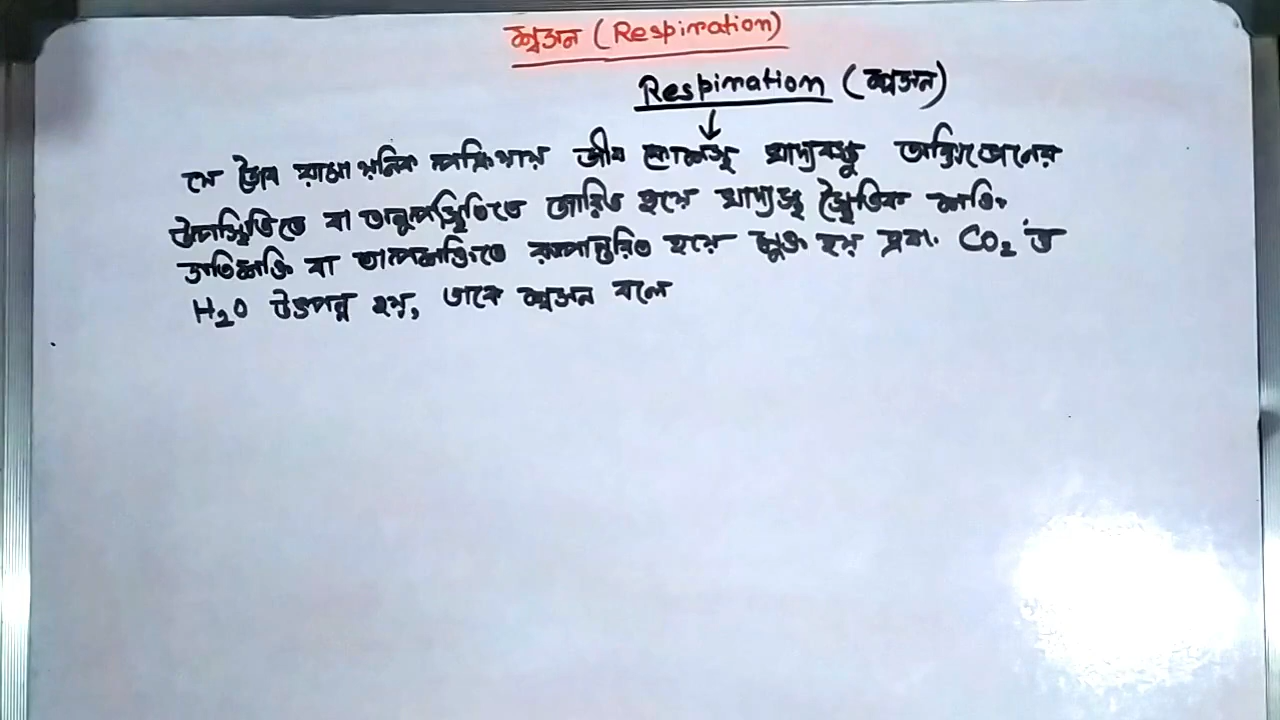 শ্বসন (Respiration)
Respiration (শ্বসন)
↓
যে জৈব রাসায়নিক প্রক্রিয়ায় জীব কোষস্থ খাদ্যবস্তু অক্সিজেনের
উপস্থিতিতে বা অনুপস্থিতিতে জারিত হয়ে খাদ্যস্থ স্থৈতিক শক্তি
গতিশক্তি বা তাপশক্তিতে রূপান্তরিত হয়ে মুক্ত হয় এবং CO₂ ও
H₂O উৎপন্ন হয়, তাকে শ্বসন বলে